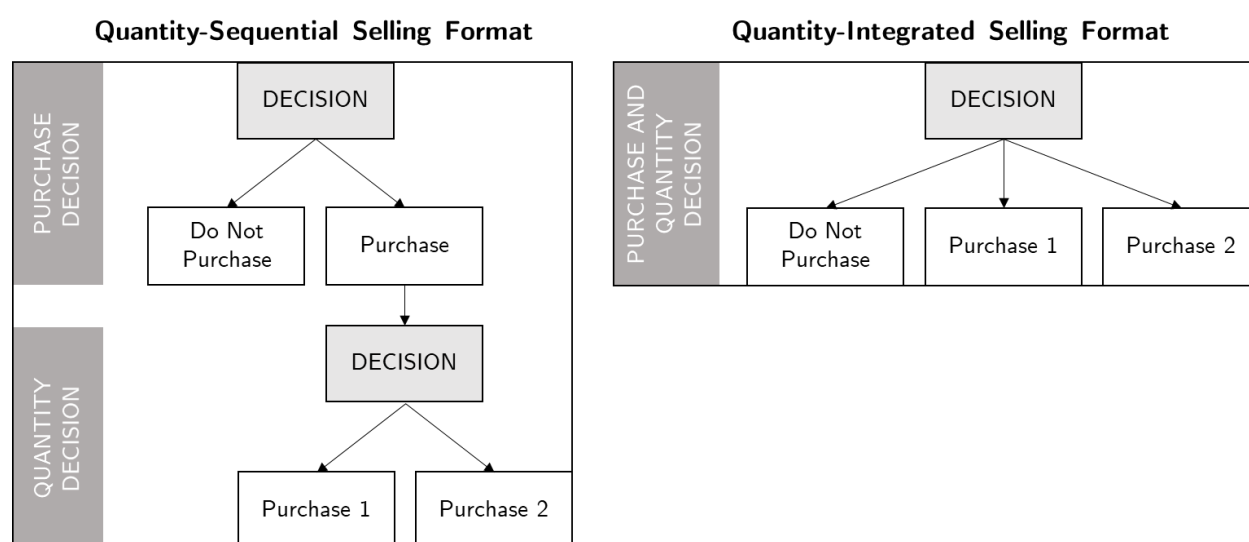 Quantity-Sequential Selling Format
PURCHASE
DECISION
DECISION
Do Not
Purchase
Purchase
QUANTITY
DECISION
DECISION
Purchase 1
Purchase 2
Quantity-Integrated Selling Format
PURCHASE AND
QUANTITY
DECISION
DECISION
Do Not
Purchase
Purchase 1
Purchase 2